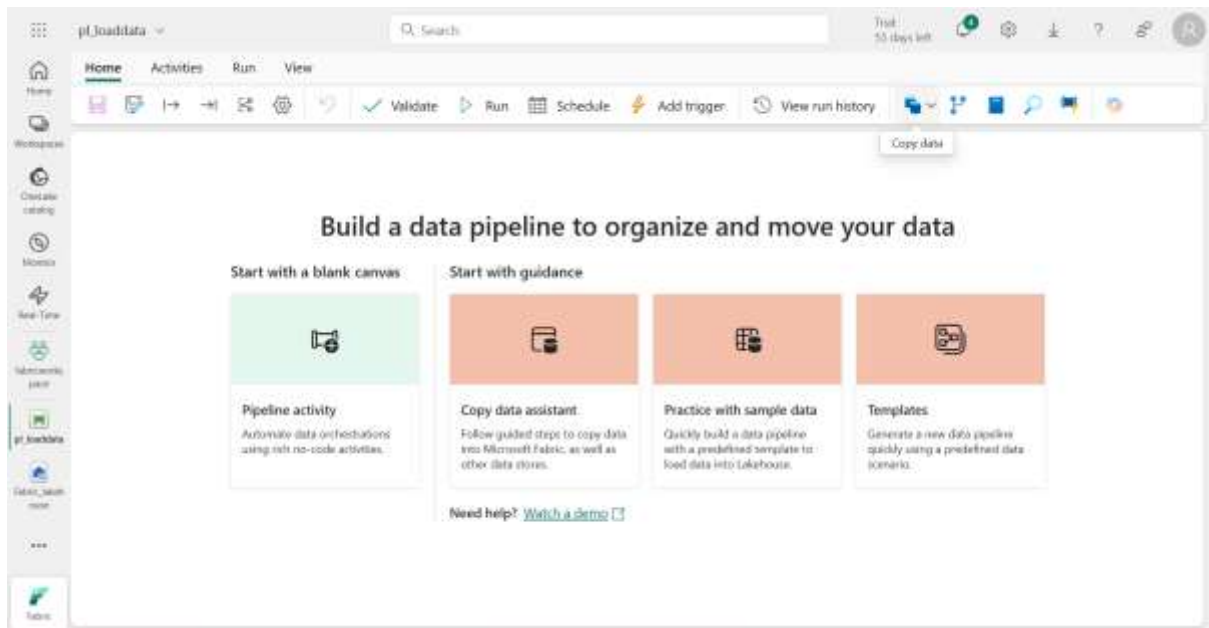 pl_loaddata
Search
Trial
55 days left
4
Home Activities Run View
Validate Run Schedule Add trigger View run history
Copy data
Home
Workspaces
OneLake
catalog
Monitor
Real-Time
pl_loaddata
Fabric
Build a data pipeline to organize and move your data
Start with a blank canvas
Start with guidance
Pipeline activity
Automate data orchestrations
using rich no-code activities.
Copy data assistant
Follow guided steps to copy data
into Microsoft Fabric, as well as
other data stores.
Practice with sample data
Quickly build a data pipeline
with a predefined template to
load data into Lakehouse.
Templates
Generate a new data pipeline
quickly using a predefined data
scenario.
Need help? Watch a demo